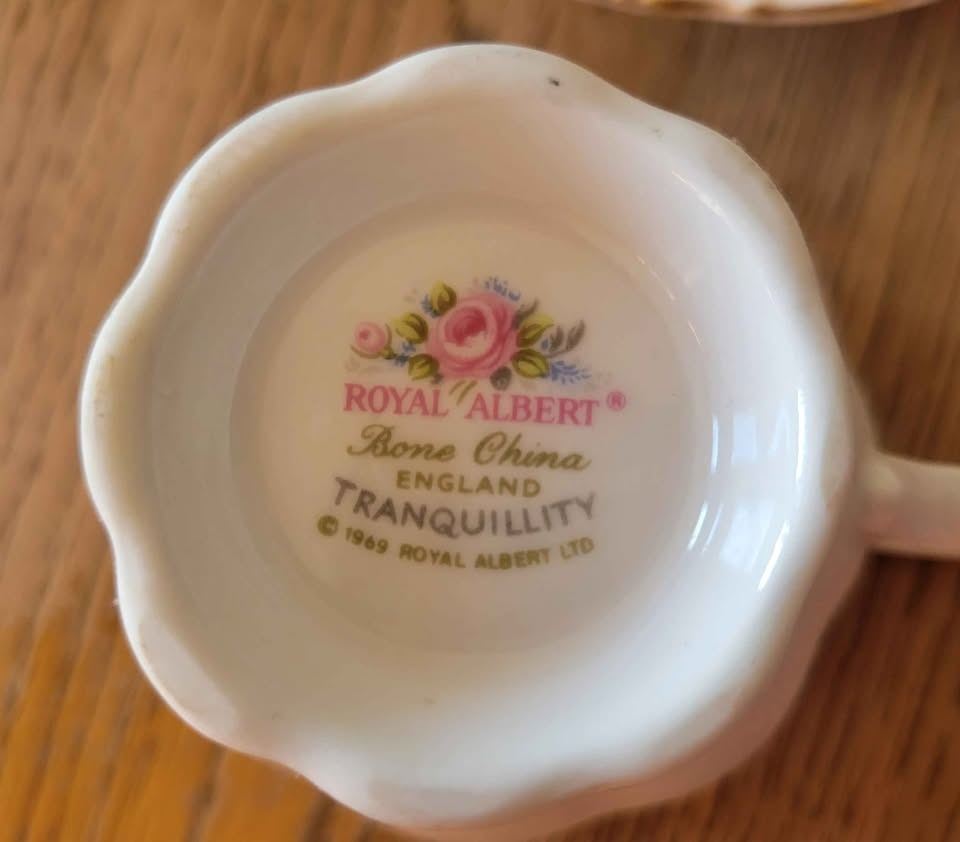 ROYAL ALBERT®
Bone China
ENGLAND
TRANQUILLITY
© 1969 ROYAL ALBERT LTD